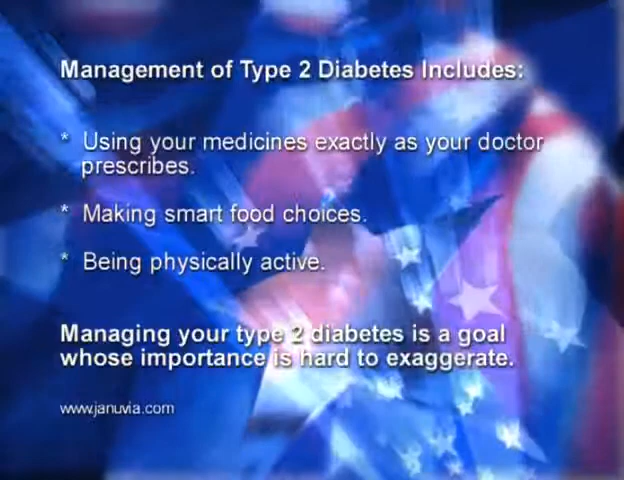 Management of Type 2 Diabetes Includes:
* Using your medicines exactly as your doctor
prescribes.
* Making smart food choices.
* Being physically active.
Managing your type 2 diabetes is a goal
whose importance is hard to exaggerate.
www.januvia.com